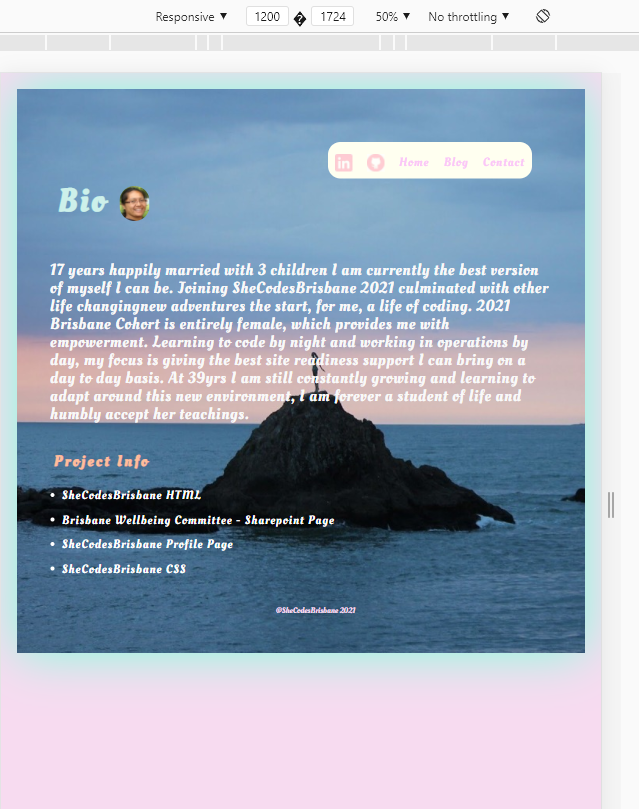 Responsive ▼ 1200 � 1724 50% ▼ No throttling ▼
in Home Blog Contact
Bio
17 years happily married with 3 children I am currently the best version
of myself I can be. Joining SheCodesBrisbane 2021 culminated with other
life changingnew adventures the start, for me, a life of coding. 2021
Brisbane Cohort is entirely female, which provides me with
empowerment. Learning to code by night and working in operations by
day, my focus is giving the best site readiness support I can bring on a
day to day basis. At 39yrs I am still constantly growing and learning to
adapt around this new environment, I am forever a student of life and
humbly accept her teachings.
Project Info
• SheCodesBrisbane HTML
• Brisbane Wellbeing Committee - Sharepoint Page
• SheCodesBrisbane Profile Page
• SheCodesBrisbane CSS
©SheCodesBrisbane 2021